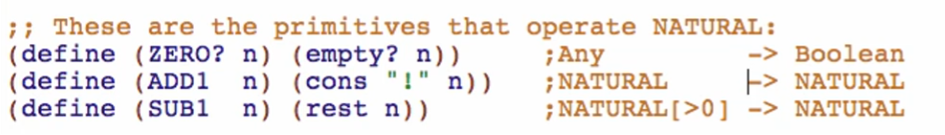 ;; These are the primitives that operate NATURAL:
(define (ZERO? n) (empty? n))    ;Any         -> Boolean
(define (ADD1  n) (cons "!" n))  ;NATURAL     -> NATURAL
(define (SUB1  n) (rest n))      ;NATURAL[>0] -> NATURAL